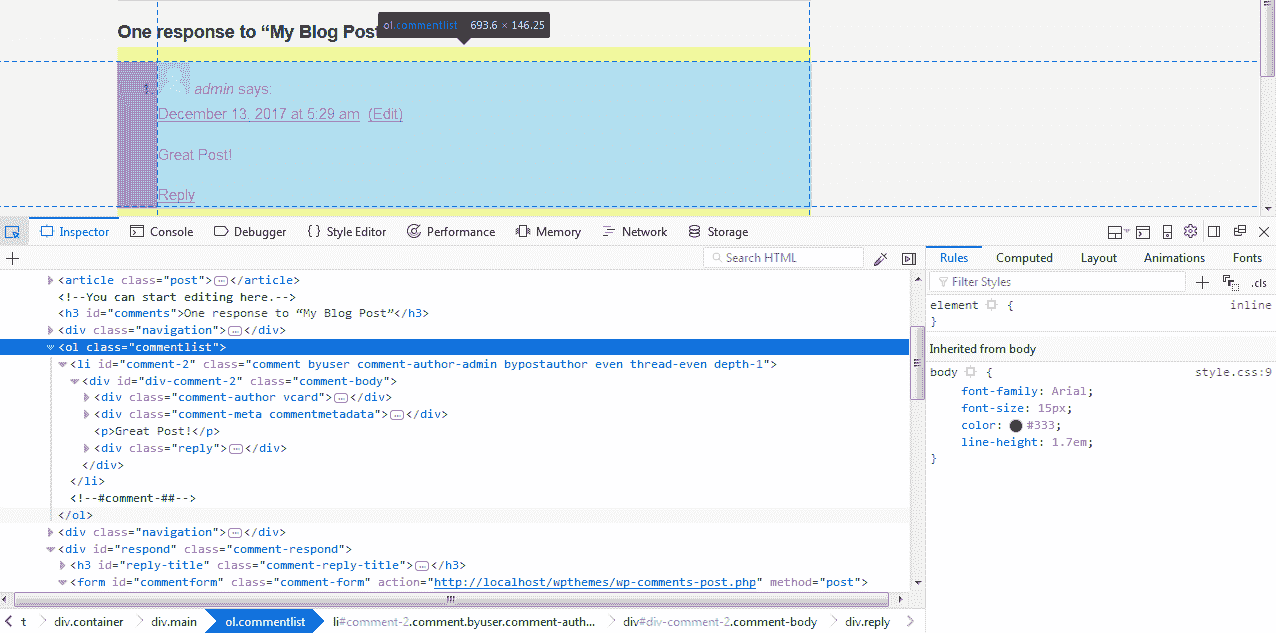 One response to “My Blog Post
ol.commentlist 693.6 × 146.25
1. admin says:
December 13, 2017 at 5:29 am (Edit)
Great Post!
Reply
Inspector Console Debugger { } Style Editor Performance Memory Network Storage
+ Search HTML
Rules Computed Layout Animations Fonts
Filter Styles + .cls
<article class="post">…</article>
<!--You can start editing here.-->
<h3 id="comments">One response to “My Blog Post”</h3>
<div class="navigation">…</div>
<ol class="commentlist">
<li id="comment-2" class="comment byuser comment-author-admin bypostauthor even thread-even depth-1">
<div id="div-comment-2" class="comment-body">
<div class="comment-author vcard">…</div>
<div class="comment-meta commentmetadata">…</div>
<p>Great Post!</p>
<div class="reply">…</div>
</div>
</li>
<!--#comment-##-->
</ol>
<div class="navigation">…</div>
<div id="respond" class="comment-respond">
<h3 id="reply-title" class="comment-reply-title">…</h3>
<form id="commentform" class="comment-form" action="http://localhost/wpthemes/wp-comments-post.php" method="post">
element { inline
}
Inherited from body
body { style.css:9
font-family: Arial;
font-size: 15px;
color: #333;
line-height: 1.7em;
}
t div.container div.main ol.commentlist li#comment-2.comment.byuser.comment-auth... div#div-comment-2.comment-body div.reply